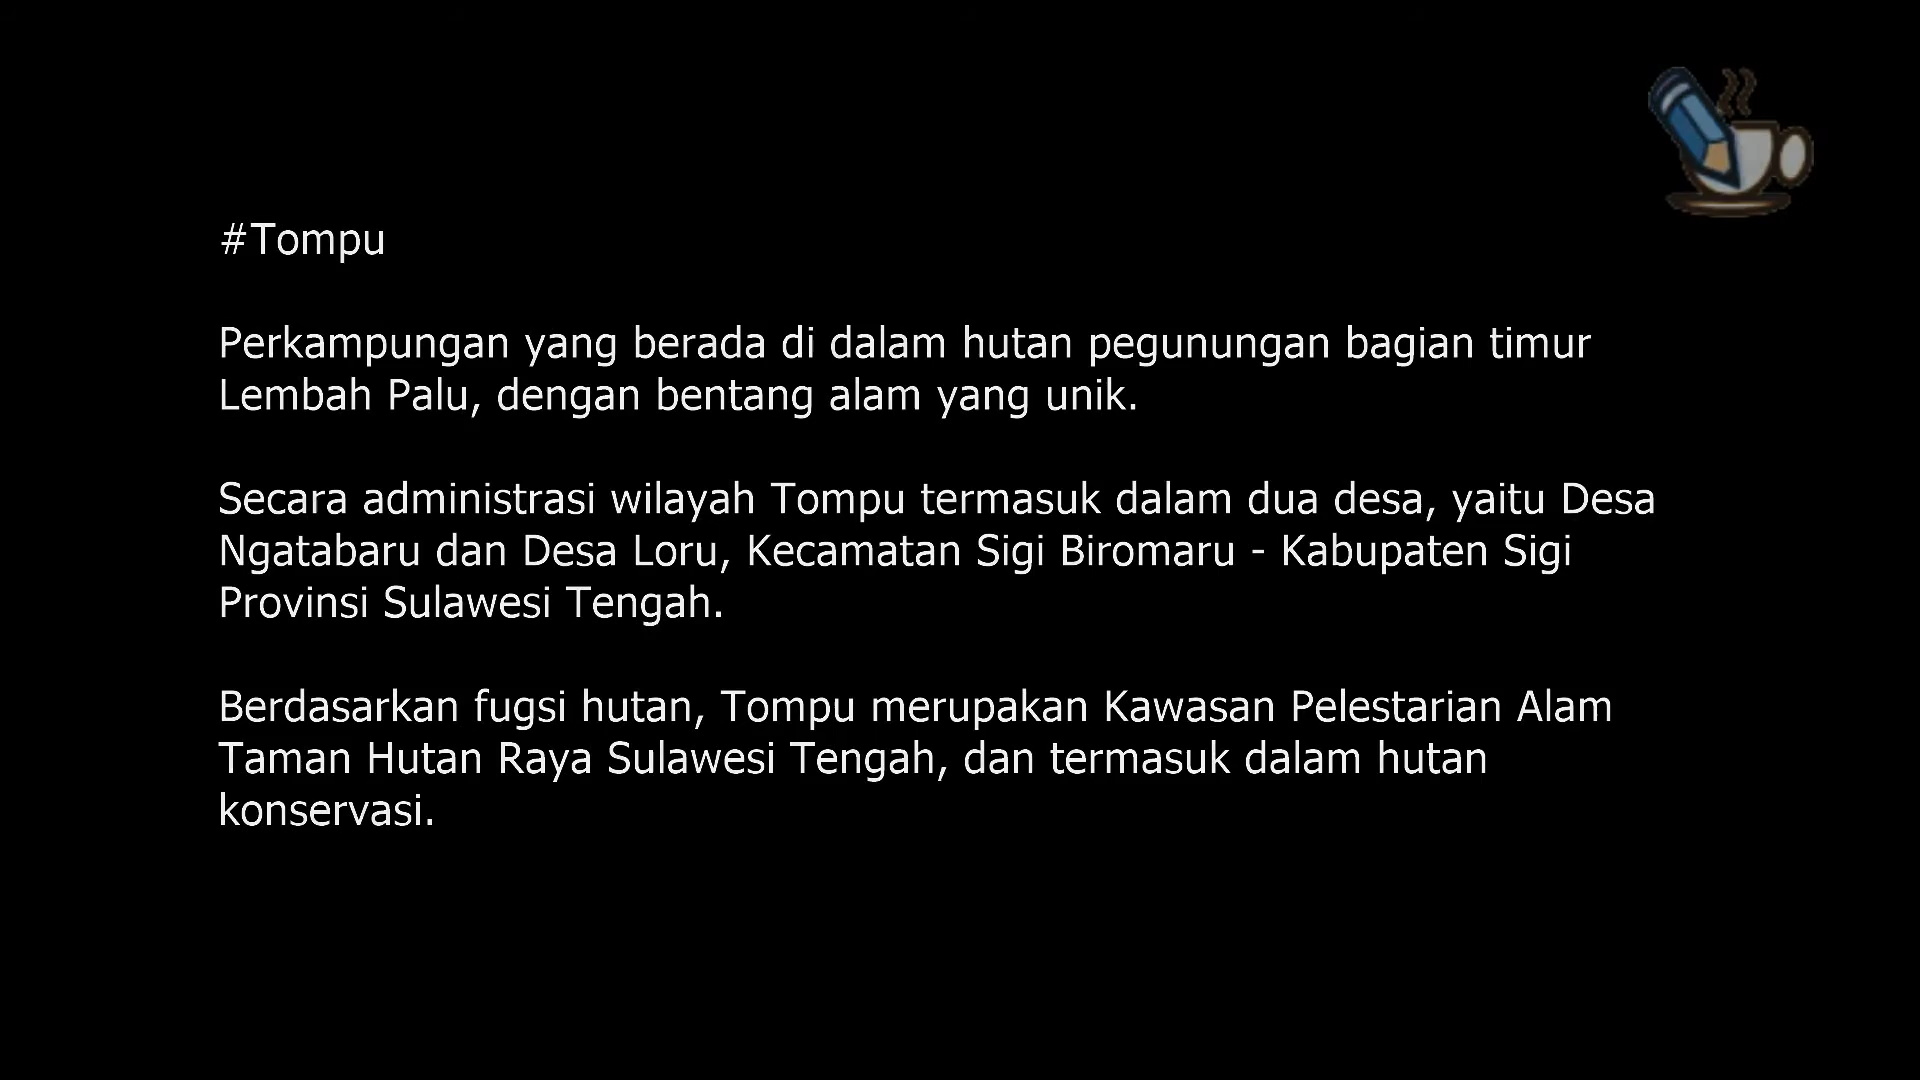 #Tompu
Perkampungan yang berada di dalam hutan pegunungan bagian timur
Lembah Palu, dengan bentang alam yang unik.
Secara administrasi wilayah Tompu termasuk dalam dua desa, yaitu Desa
Ngatabaru dan Desa Loru, Kecamatan Sigi Biromaru - Kabupaten Sigi
Provinsi Sulawesi Tengah.
Berdasarkan fugsi hutan, Tompu merupakan Kawasan Pelestarian Alam
Taman Hutan Raya Sulawesi Tengah, dan termasuk dalam hutan
konservasi.